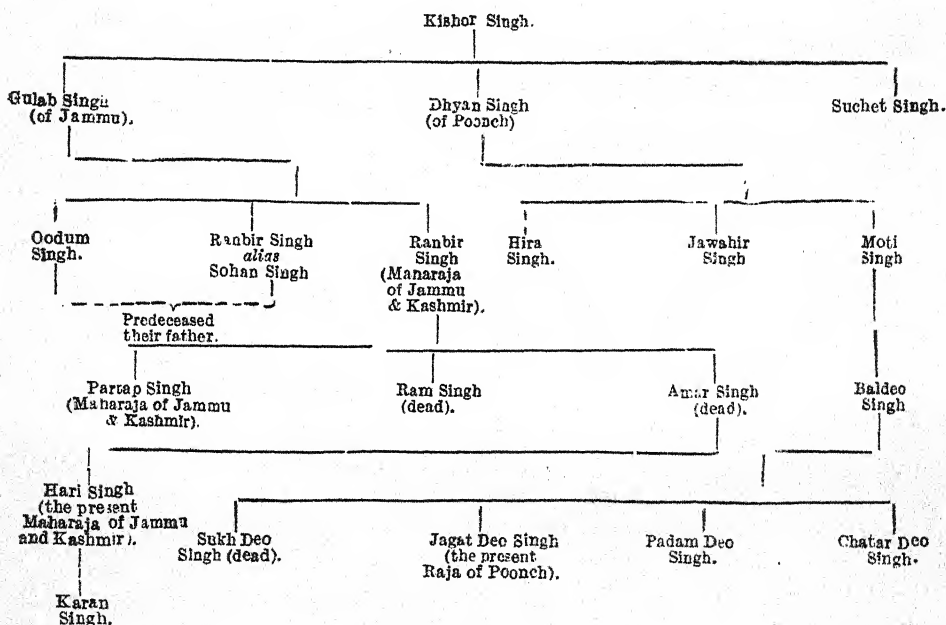 Kishor Singh.
Gulab Singh
(of Jammu).
Dhyan Singh
(of Poonch)
Suchet Singh.
Oodum
Singh.
Ranbir Singh
alias
Sohan Singh
Ranbir
Singh
(Manaraja
of Jammu
& Kashmir).
Hira
Singh.
Jawahir
Singh
Moti
Singh
Predeceased
their father.
Partap Singh
(Maharaja of Jammu
& Kashmir).
Ram Singh
(dead).
Amar Singh
(dead).
Baldeo
Singh
Hari Singh
(the present
Maharaja of Jammu
and Kashmir).
Sukh Deo
Singh (dead).
Jagat Deo Singh
(the present
Raja of Poonch).
Padam Deo
Singh.
Chatar Deo
Singh.
Karan
Singh.